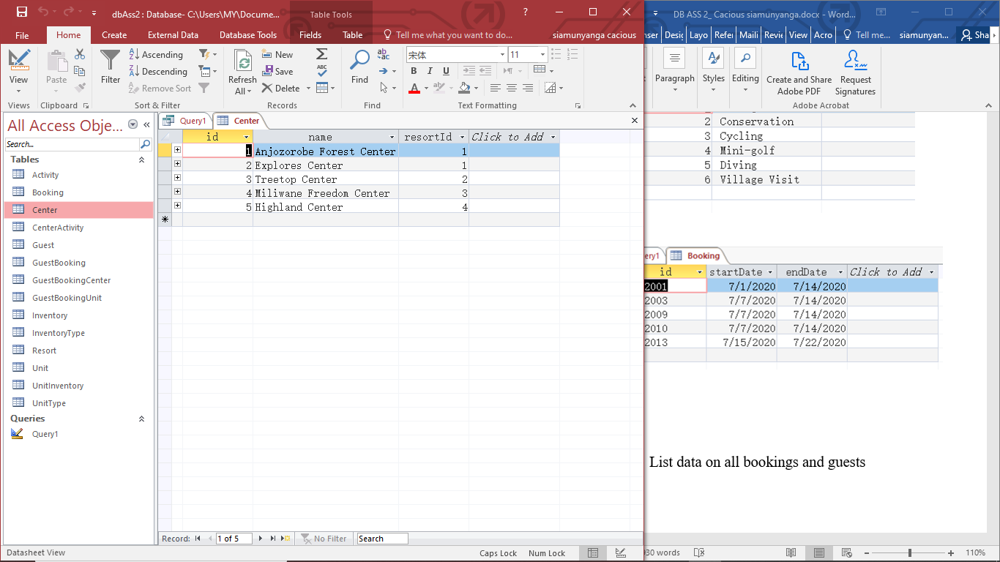 dbAss2 : Database- C:\Users\MY\Docume...
Table Tools
?
File
Home
Create
External Data
Database Tools
Fields
Table
Tell me what you want to do...
siamunyanga cacious
View
Views
Paste
Clipboard
Filter
Ascending
Descending
Remove Sort
Sort & Filter
Refresh
All
New
Save
Delete
Records
Find
Find
宋体
11
B I U
A
Text Formatting
All Access Obje...
Search...
Tables
Activity
Booking
Center
CenterActivity
Guest
GuestBooking
GuestBookingCenter
GuestBookingUnit
Inventory
InventoryType
Resort
Unit
UnitInventory
UnitType
Queries
Query1
Query1
Center
id name resortId Click to Add
1 Anjozorobe Forest Center 1
2 Explores Center 1
3 Treetop Center 2
4 Miliwane Freedom Center 3
5 Highland Center 4
Record:
1 of 5
No Filter
Search
Datasheet View
Caps Lock
Num Lock
DB ASS 2_ Cacious siamunyanga.docx - Word...
nser
Desig
Layo
Refer
Maili
Revie
View
Acro
Tell me...
siamunyan...
Sha
Paragraph
Styles
Editing
Create and Share
Adobe PDF
Request
Signatures
Adobe Acrobat
2 Conservation
3 Cycling
4 Mini-golf
5 Diving
6 Village Visit
ery1
Booking
id startDate endDate Click to Add
2001 7/1/2020 7/14/2020
2003 7/7/2020 7/14/2020
2009 7/7/2020 7/14/2020
2010 7/7/2020 7/14/2020
2013 7/15/2020 7/22/2020
List data on all bookings and guests
930 words
110%